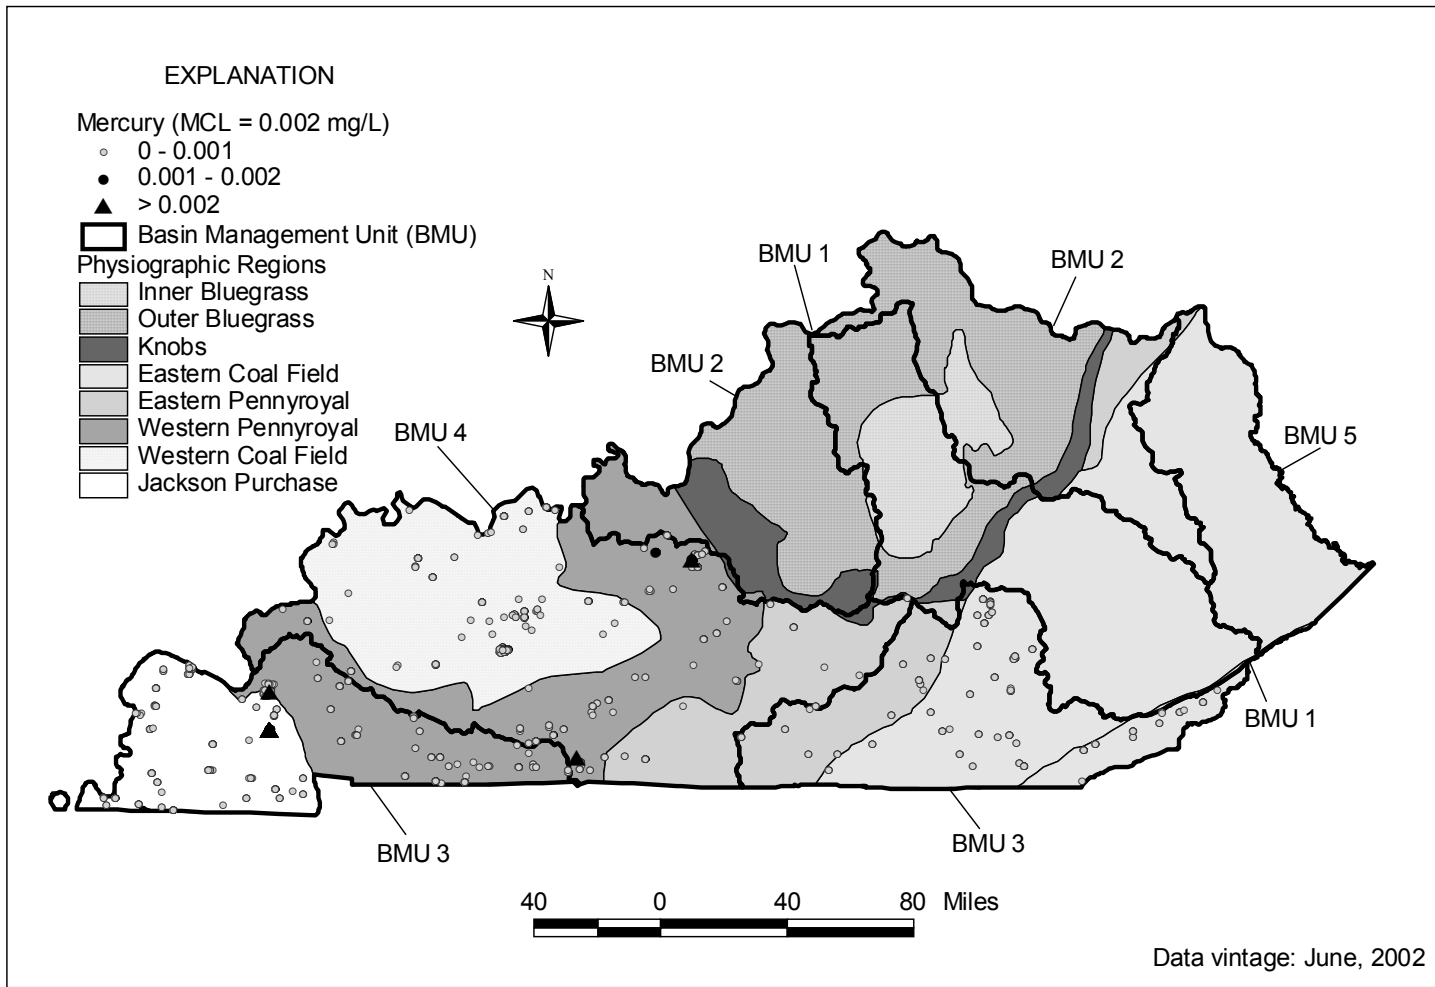 EXPLANATION
Mercury (MCL = 0.002 mg/L)
0 - 0.001
0.001 - 0.002
> 0.002
Basin Management Unit (BMU)
Physiographic Regions
Inner Bluegrass
Outer Bluegrass
Knobs
Eastern Coal Field
Eastern Pennyroyal
Western Pennyroyal
Western Coal Field
Jackson Purchase
N
BMU 1
BMU 2
BMU 2
BMU 4
BMU 5
BMU 1
BMU 3
BMU 3
40 0 40 80 Miles
Data vintage: June, 2002